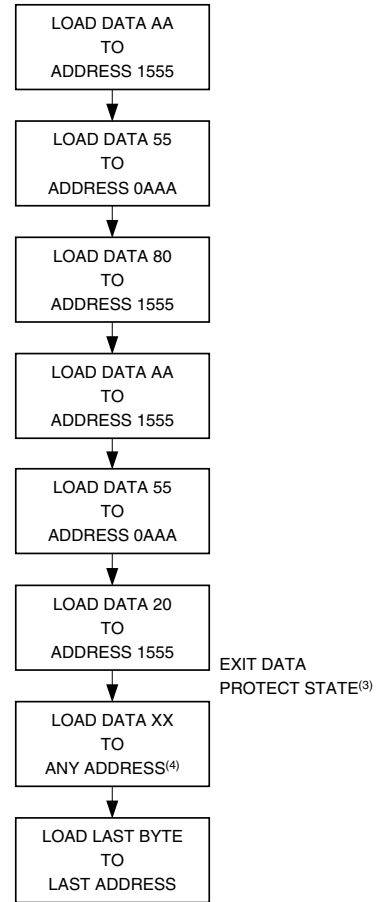 LOAD DATA AA
TO
ADDRESS 1555
LOAD DATA 55
TO
ADDRESS 0AAA
LOAD DATA 80
TO
ADDRESS 1555
LOAD DATA AA
TO
ADDRESS 1555
LOAD DATA 55
TO
ADDRESS 0AAA
LOAD DATA 20
TO
ADDRESS 1555
EXIT DATA
PROTECT STATE(3)
LOAD DATA XX
TO
ANY ADDRESS(4)
LOAD LAST BYTE
TO
LAST ADDRESS